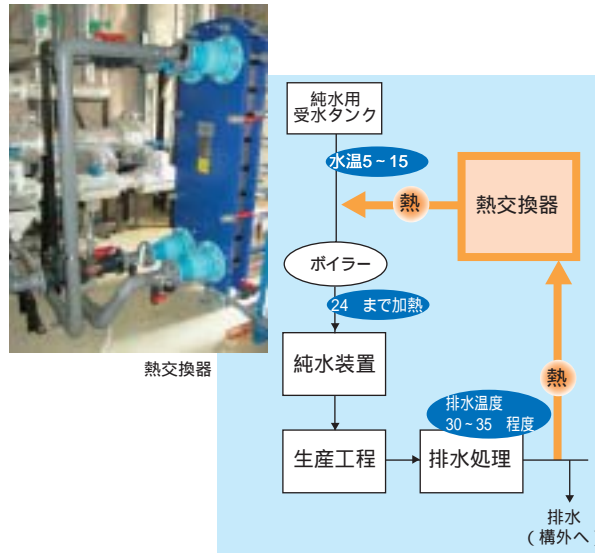 純水用
受水タンク
水温5~15
熱
熱交換器
ボイラー
24 まで加熱
熱交換器
純水装置
熱
排水温度
30~35 程度
生産工程
排水処理
排水
(構外へ)